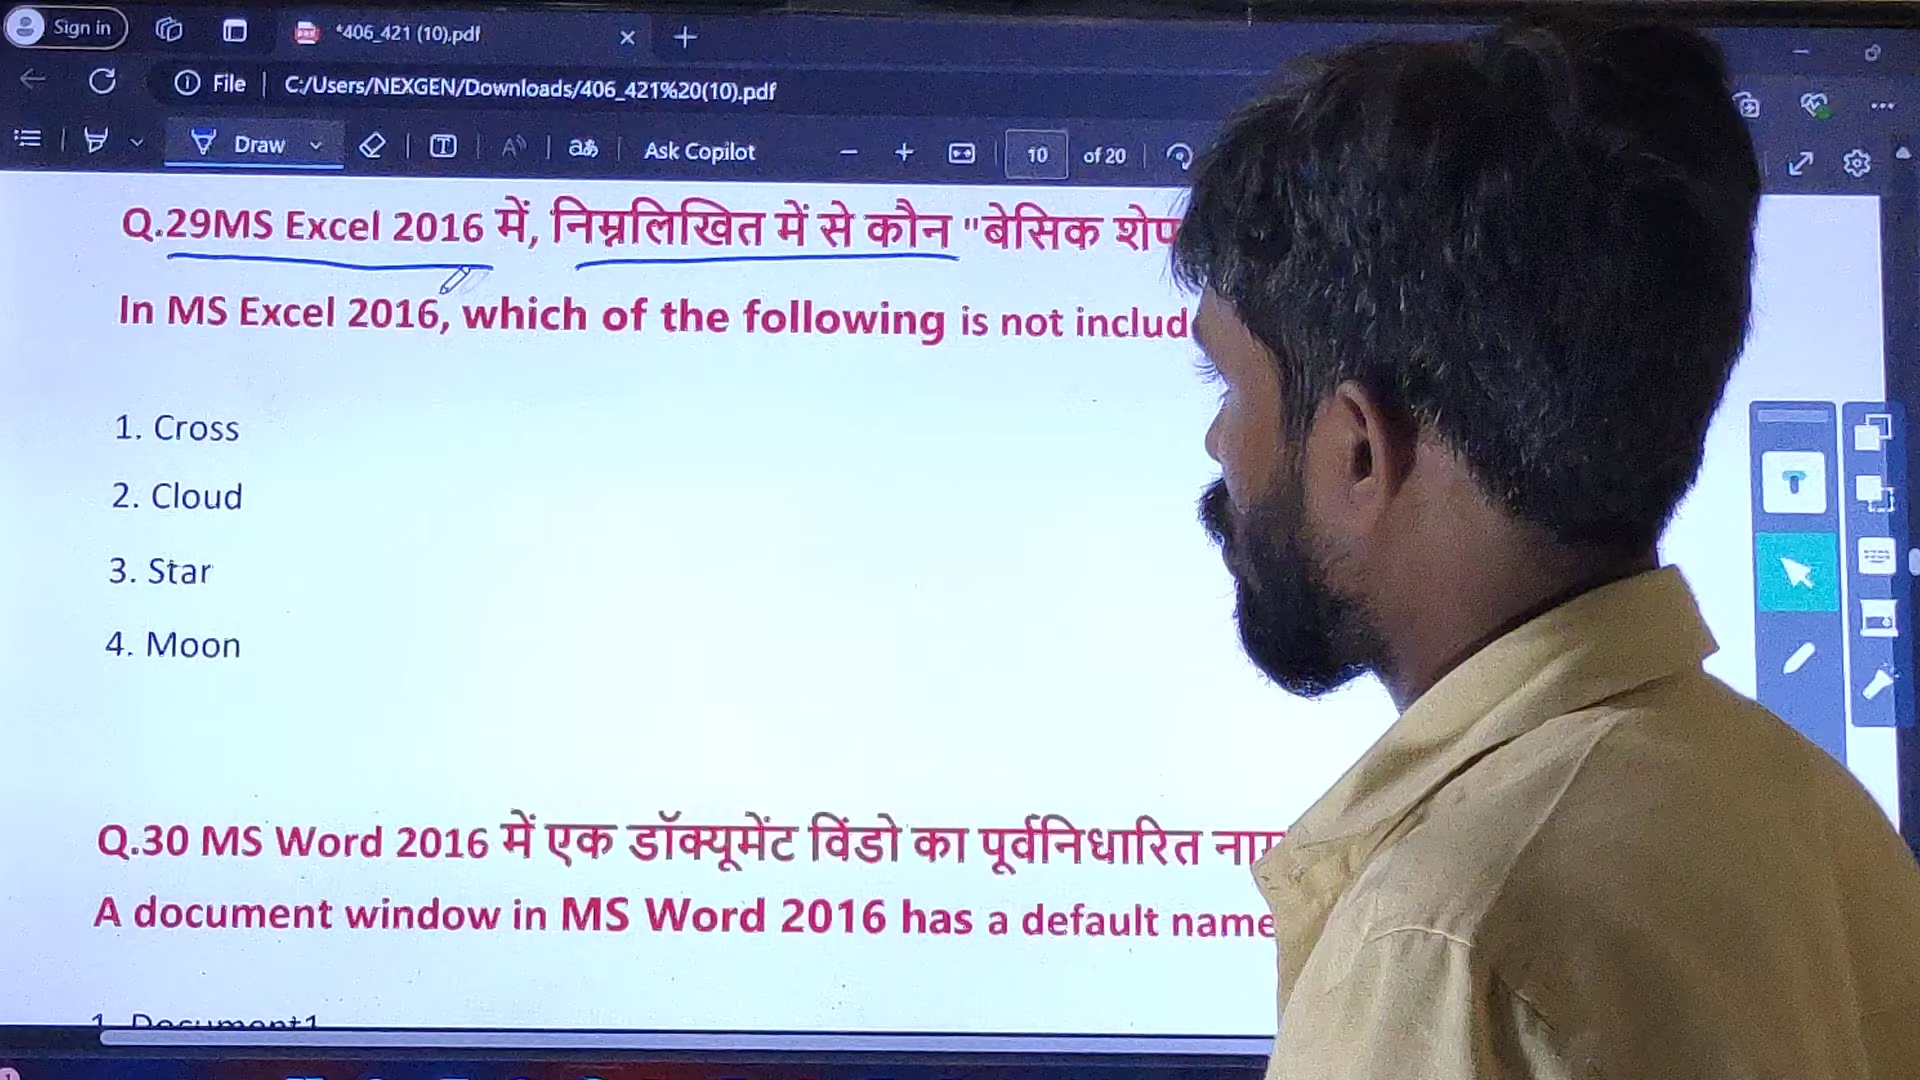 Sign in
*406_421 (10).pdf
File
C:/Users/NEXGEN/Downloads/406_421%20(10).pdf
Draw
Ask Copilot
10 of 20
Q.29MS Excel 2016 में, निम्नलिखित में से कौन "बेसिक
In MS Excel 2016, which of the following is not
1. Cross
2. Cloud
3. Star
4. Moon
Q.30 MS Word 2016 में एक डॉक्यूमेंट विंडो का पूर्वनिधारित
A document window in MS Word 2016 has a default name
1. Document1